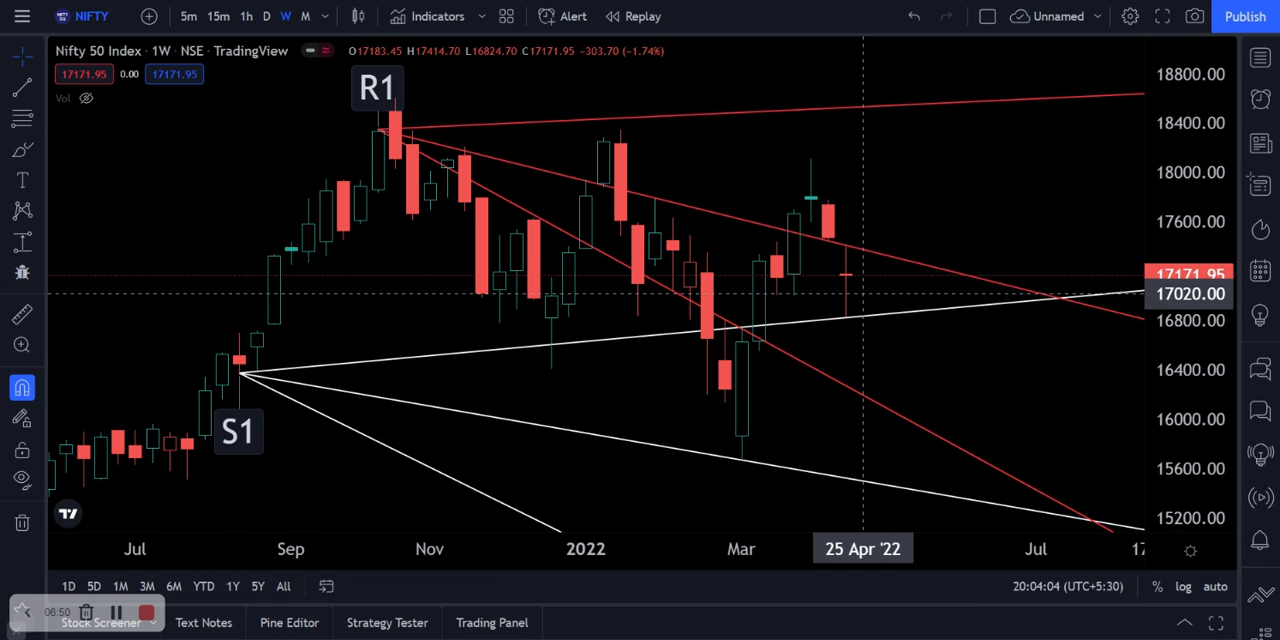 NIFTY 5m 15m 1h D W M Indicators Alert Replay Unnamed Publish
Nifty 50 Index · 1W · NSE · TradingView O17183.45 H17414.70 L16824.70 C17171.95 −303.70 (−1.74%)
17171.95 0.00 17171.95
Vol
R1
S1
18800.00
18400.00
18000.00
17600.00
17171.95
17020.00
16800.00
16400.00
16000.00
15600.00
15200.00
Jul Sep Nov 2022 Mar 25 Apr '22 Jul
1D 5D 1M 3M 6M YTD 1Y 5Y All 20:04:04 (UTC+5:30) % log auto
06:50
Stock Screener Text Notes Pine Editor Strategy Tester Trading Panel